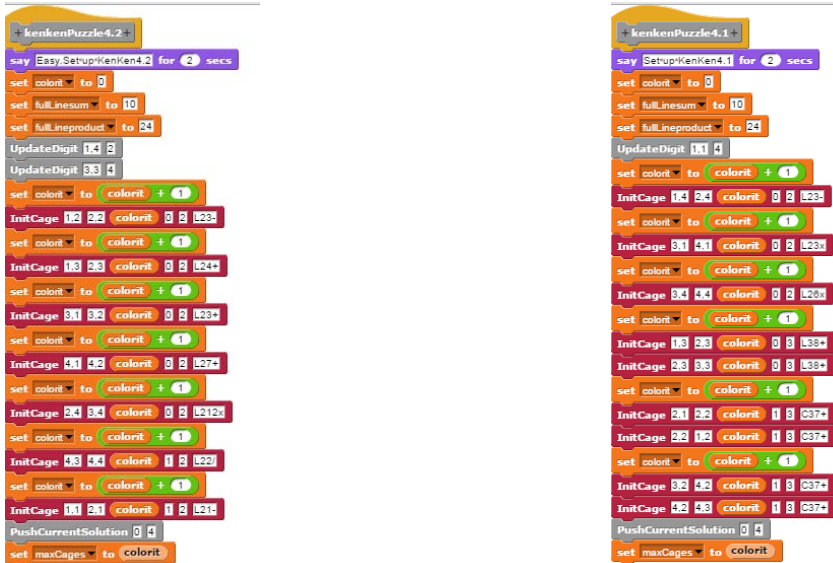 + kenkenPuzzle4.2 +
say Easy.Set·up·KenKen4.2 for 2 secs
set colorit to 0
set fullLinesum to 10
set fullLineproduct to 24
UpdateDigit 1,4 2
UpdateDigit 3,3 4
set colorit to colorit + 1
InitCage 1,2 2,2 colorit 0 2 L23-
set colorit to colorit + 1
InitCage 1,3 2,3 colorit 0 2 L24+
set colorit to colorit + 1
InitCage 3,1 3,2 colorit 0 2 L23+
set colorit to colorit + 1
InitCage 4,1 4,2 colorit 0 2 L27+
set colorit to colorit + 1
InitCage 2,4 3,4 colorit 0 2 L212x
set colorit to colorit + 1
InitCage 4,3 4,4 colorit 1 2 L22/
set colorit to colorit + 1
InitCage 1,1 2,1 colorit 1 2 L21-
PushCurrentSolution 0 4
set maxCages to colorit
+ kenkenPuzzle4.1 +
say Set·up·KenKen4.1 for 2 secs
set colorit to 0
set fullLinesum to 10
set fullLineproduct to 24
UpdateDigit 1,1 4
set colorit to colorit + 1
InitCage 1,4 2,4 colorit 0 2 L23-
set colorit to colorit + 1
InitCage 3,1 4,1 colorit 0 2 L23x
set colorit to colorit + 1
InitCage 3,4 4,4 colorit 0 2 L26x
set colorit to colorit + 1
InitCage 1,3 2,3 colorit 0 3 L38+
InitCage 2,3 3,3 colorit 0 3 L38+
set colorit to colorit + 1
InitCage 2,1 2,2 colorit 1 3 C37+
InitCage 2,2 1,2 colorit 1 3 C37+
set colorit to colorit + 1
InitCage 3,2 4,2 colorit 1 3 C37+
InitCage 4,2 4,3 colorit 1 3 C37+
PushCurrentSolution 0 4
set maxCages to colorit